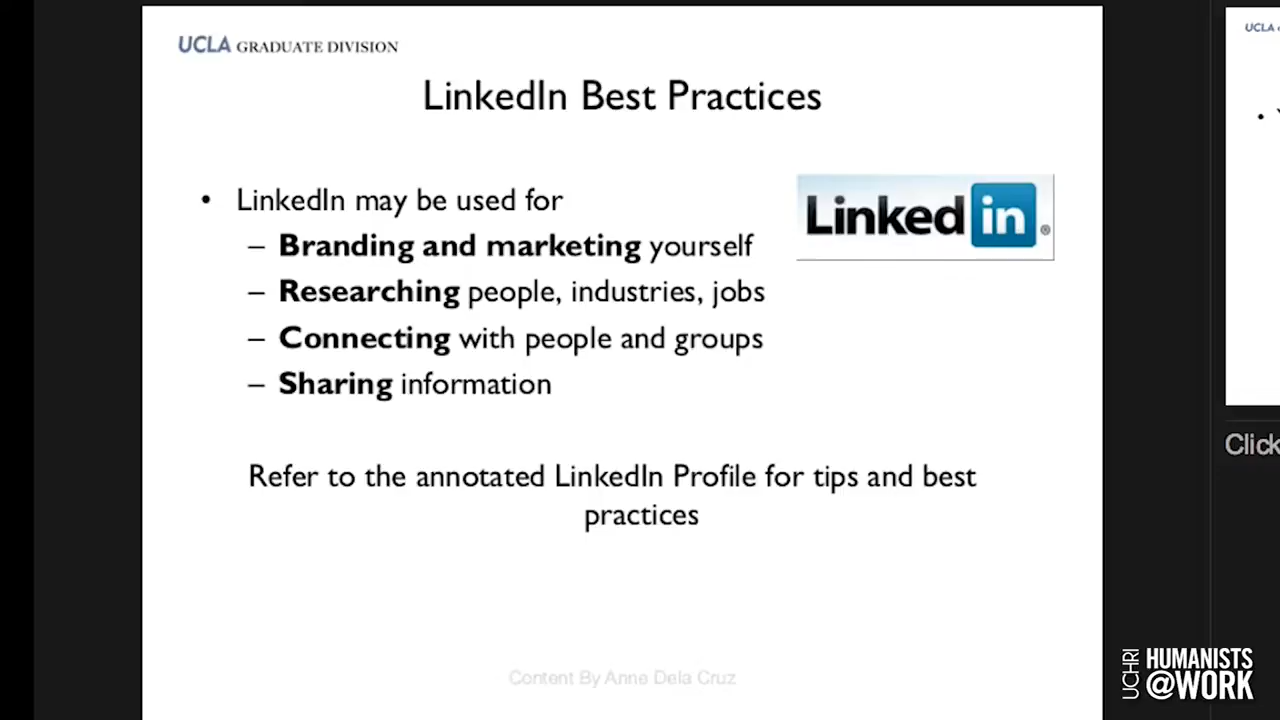 UCLA GRADUATE DIVISION
LinkedIn Best Practices
• LinkedIn may be used for
– Branding and marketing yourself
– Researching people, industries, jobs
– Connecting with people and groups
– Sharing information
Linked in®
Refer to the annotated LinkedIn Profile for tips and best
practices
Content By Anne Dela Cruz
UCLA
Click
UCHRI
HUMANISTS
@WORK